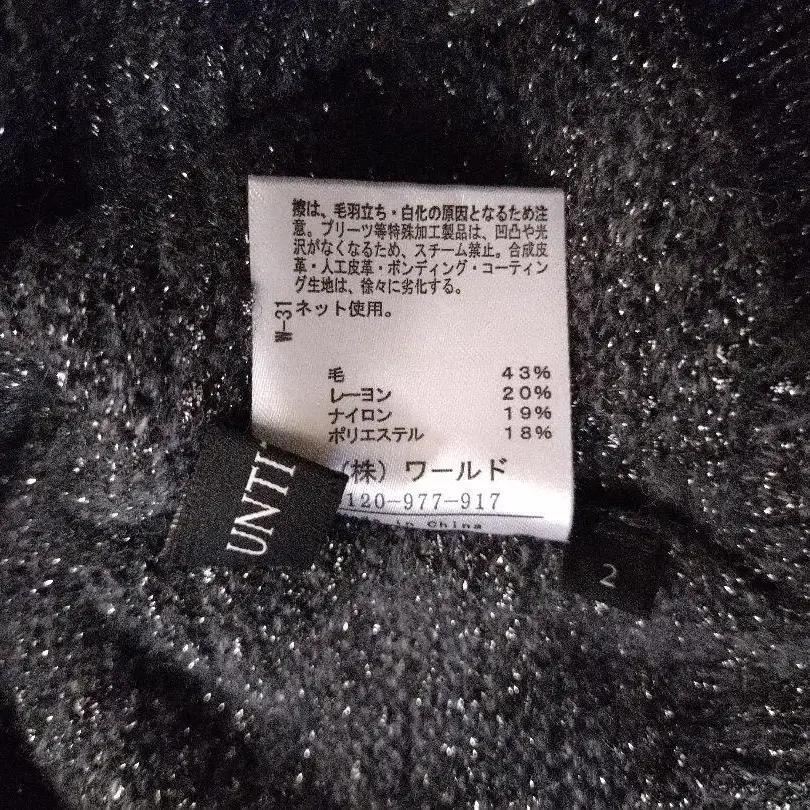 擦は、毛羽立ち・白化の原因となるため注
意。プリーツ等特殊加工製品は、凹凸や光
沢がなくなるため、スチーム禁止。合成皮
革・人工皮革・ボンディング・コーティン
グ生地は、徐々に劣化する。
ネット使用。
W-31
毛 43%
レーヨン 20%
ナイロン 19%
ポリエステル 18%
(株) ワールド
120-977-917
in China
UNTI
2